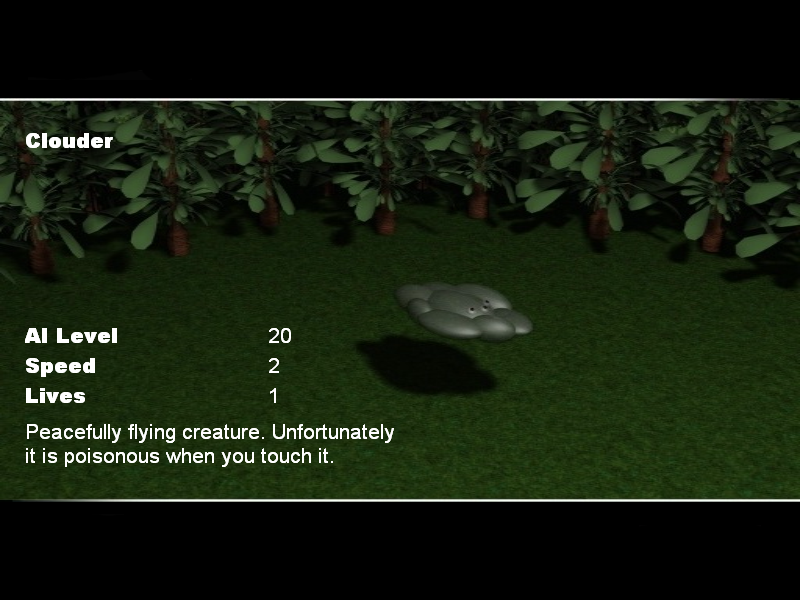 Clouder
AI Level 20
Speed 2
Lives 1
Peacefully flying creature. Unfortunately
it is poisonous when you touch it.